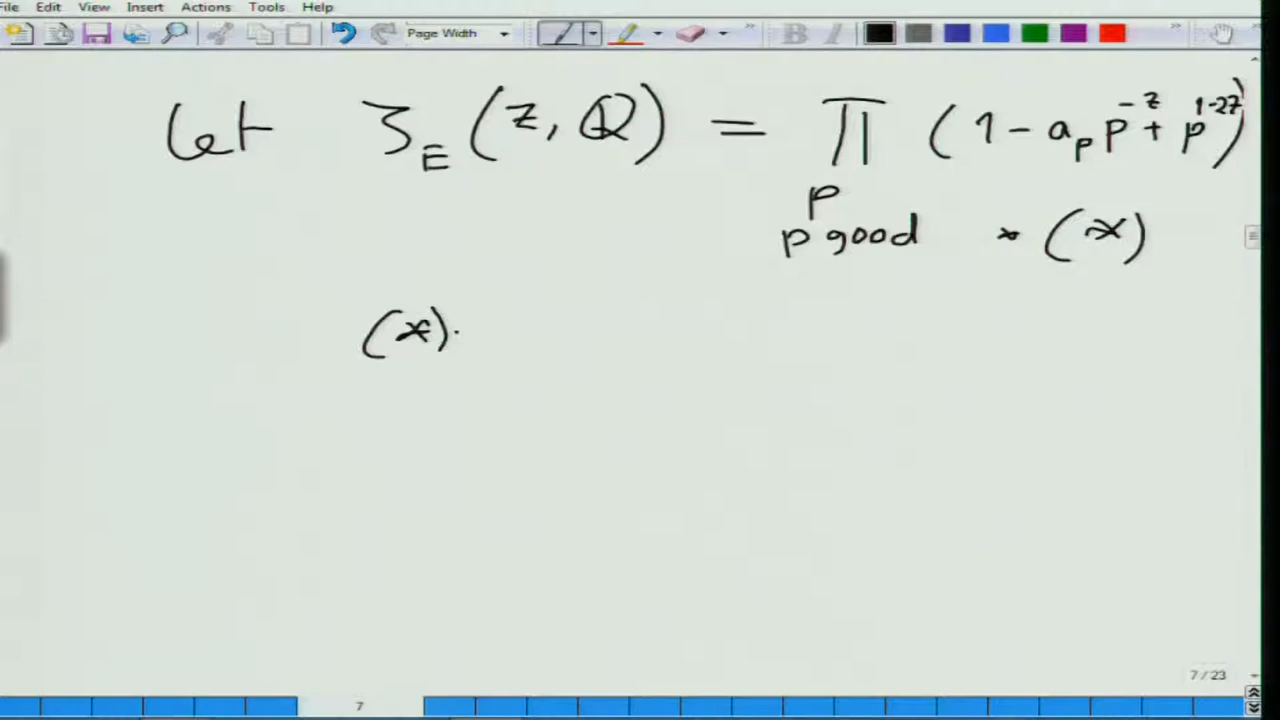 File Edit View Insert Actions Tools Help
Page Width
Let ζ_E(z, ℚ) = ∏ (1 - a_p p^{-z} + p^{1-2z})
p
p good * (*)
(*).
7 / 23
7